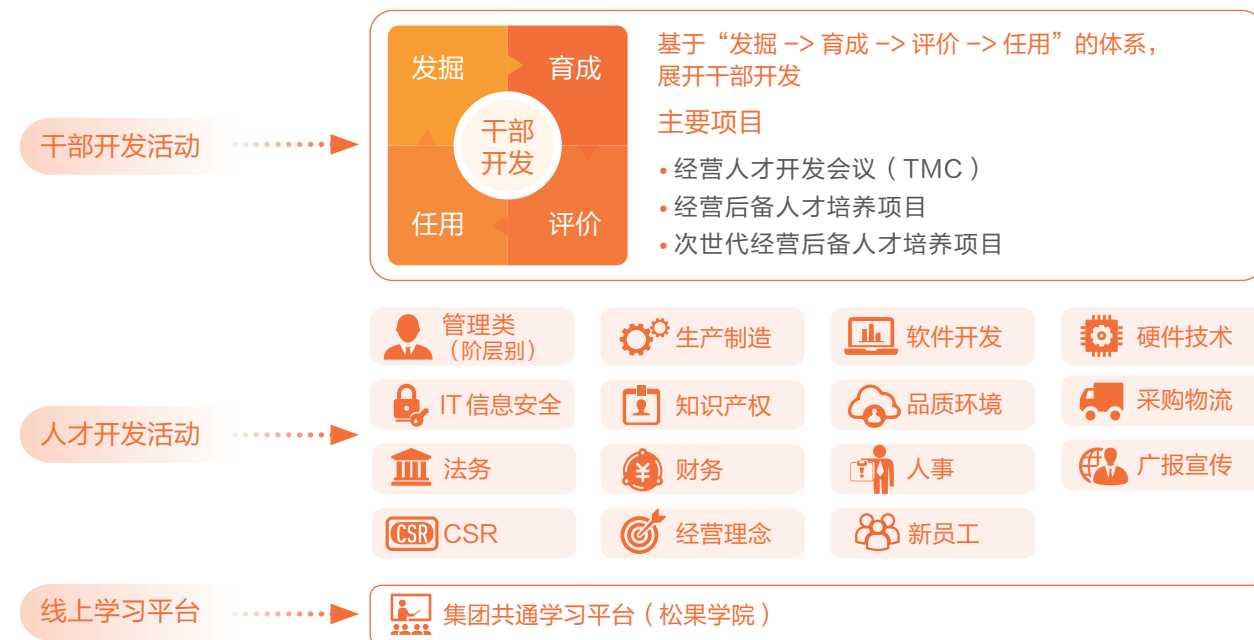 干部开发活动
发掘
育成
干部
开发
任用
评价
基于“发掘 –> 育成 –> 评价 –> 任用”的体系，
展开干部开发
主要项目
• 经营人才开发会议（TMC）
• 经营后备人才培养项目
• 次世代经营后备人才培养项目
人才开发活动
管理类
（阶层别）
生产制造
软件开发
硬件技术
IT 信息安全
知识产权
品质环境
采购物流
法务
财务
人事
广报宣传
CSR CSR
经营理念
新员工
线上学习平台
集团共通学习平台（松果学院）